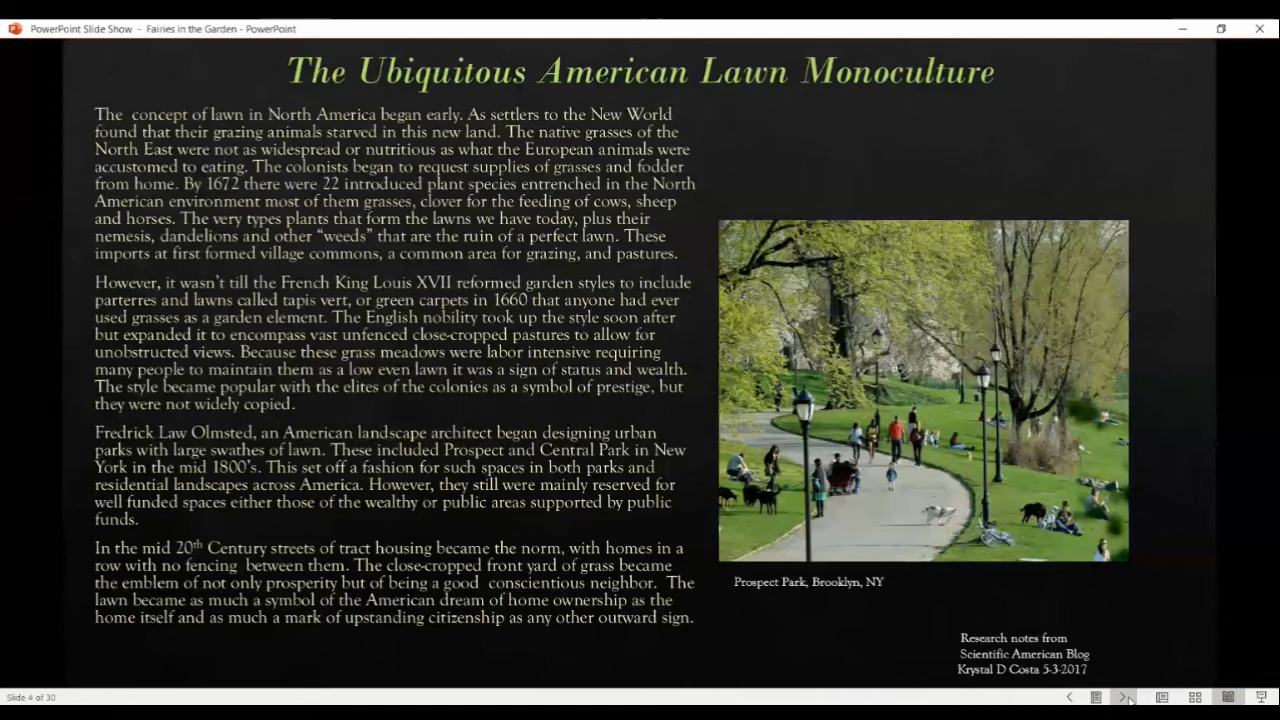 PowerPoint Slide Show - Fairies in the Garden - PowerPoint
The Ubiquitous American Lawn Monoculture
The concept of lawn in North America began early. As settlers to the New World
found that their grazing animals starved in this new land. The native grasses of the
North East were not as widespread or nutritious as what the European animals were
accustomed to eating. The colonists began to request supplies of grasses and fodder
from home. By 1672 there were 22 introduced plant species entrenched in the North
American environment most of them grasses, clover for the feeding of cows, sheep
and horses. The very types plants that form the lawns we have today, plus their
nemesis, dandelions and other “weeds” that are the ruin of a perfect lawn. These
imports at first formed village commons, a common area for grazing, and pastures.
However, it wasn’t till the French King Louis XVII reformed garden styles to include
parterres and lawns called tapis vert, or green carpets in 1660 that anyone had ever
used grasses as a garden element. The English nobility took up the style soon after
but expanded it to encompass vast unfenced close-cropped pastures to allow for
unobstructed views. Because these grass meadows were labor intensive requiring
many people to maintain them as a low even lawn it was a sign of status and wealth.
The style became popular with the elites of the colonies as a symbol of prestige, but
they were not widely copied.
Fredrick Law Olmsted, an American landscape architect began designing urban
parks with large swathes of lawn. These included Prospect and Central Park in New
York in the mid 1800’s. This set off a fashion for such spaces in both parks and
residential landscapes across America. However, they still were mainly reserved for
well funded spaces either those of the wealthy or public areas supported by public
funds.
In the mid 20th Century streets of tract housing became the norm, with homes in a
row with no fencing between them. The close-cropped front yard of grass became
the emblem of not only prosperity but of being a good conscientious neighbor. The
lawn became as much a symbol of the American dream of home ownership as the
home itself and as much a mark of upstanding citizenship as any other outward sign.
Prospect Park, Brooklyn, NY
Research notes from
Scientific American Blog
Krystal D Costa 5-3-2017
Slide 4 of 30